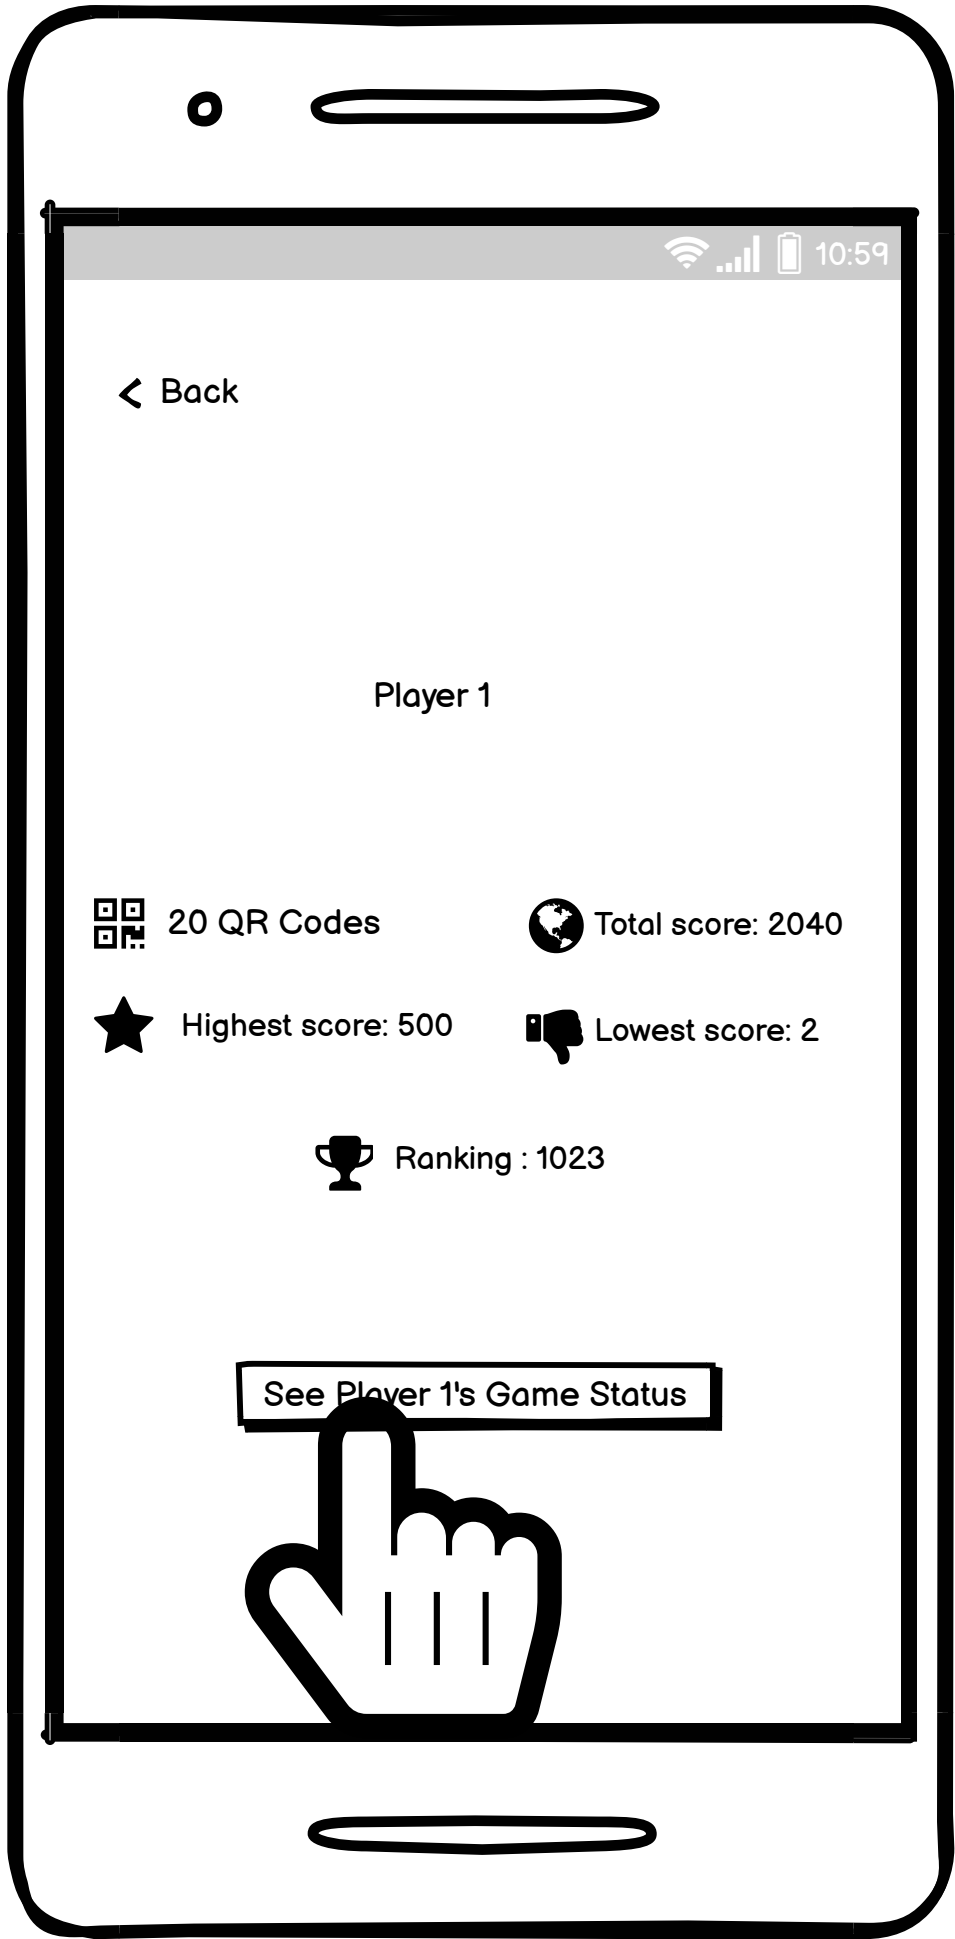 10:59
Back
Player 1
20 QR Codes
Total score: 2040
Highest score: 500
Lowest score: 2
Ranking : 1023
See Player 1's Game Status